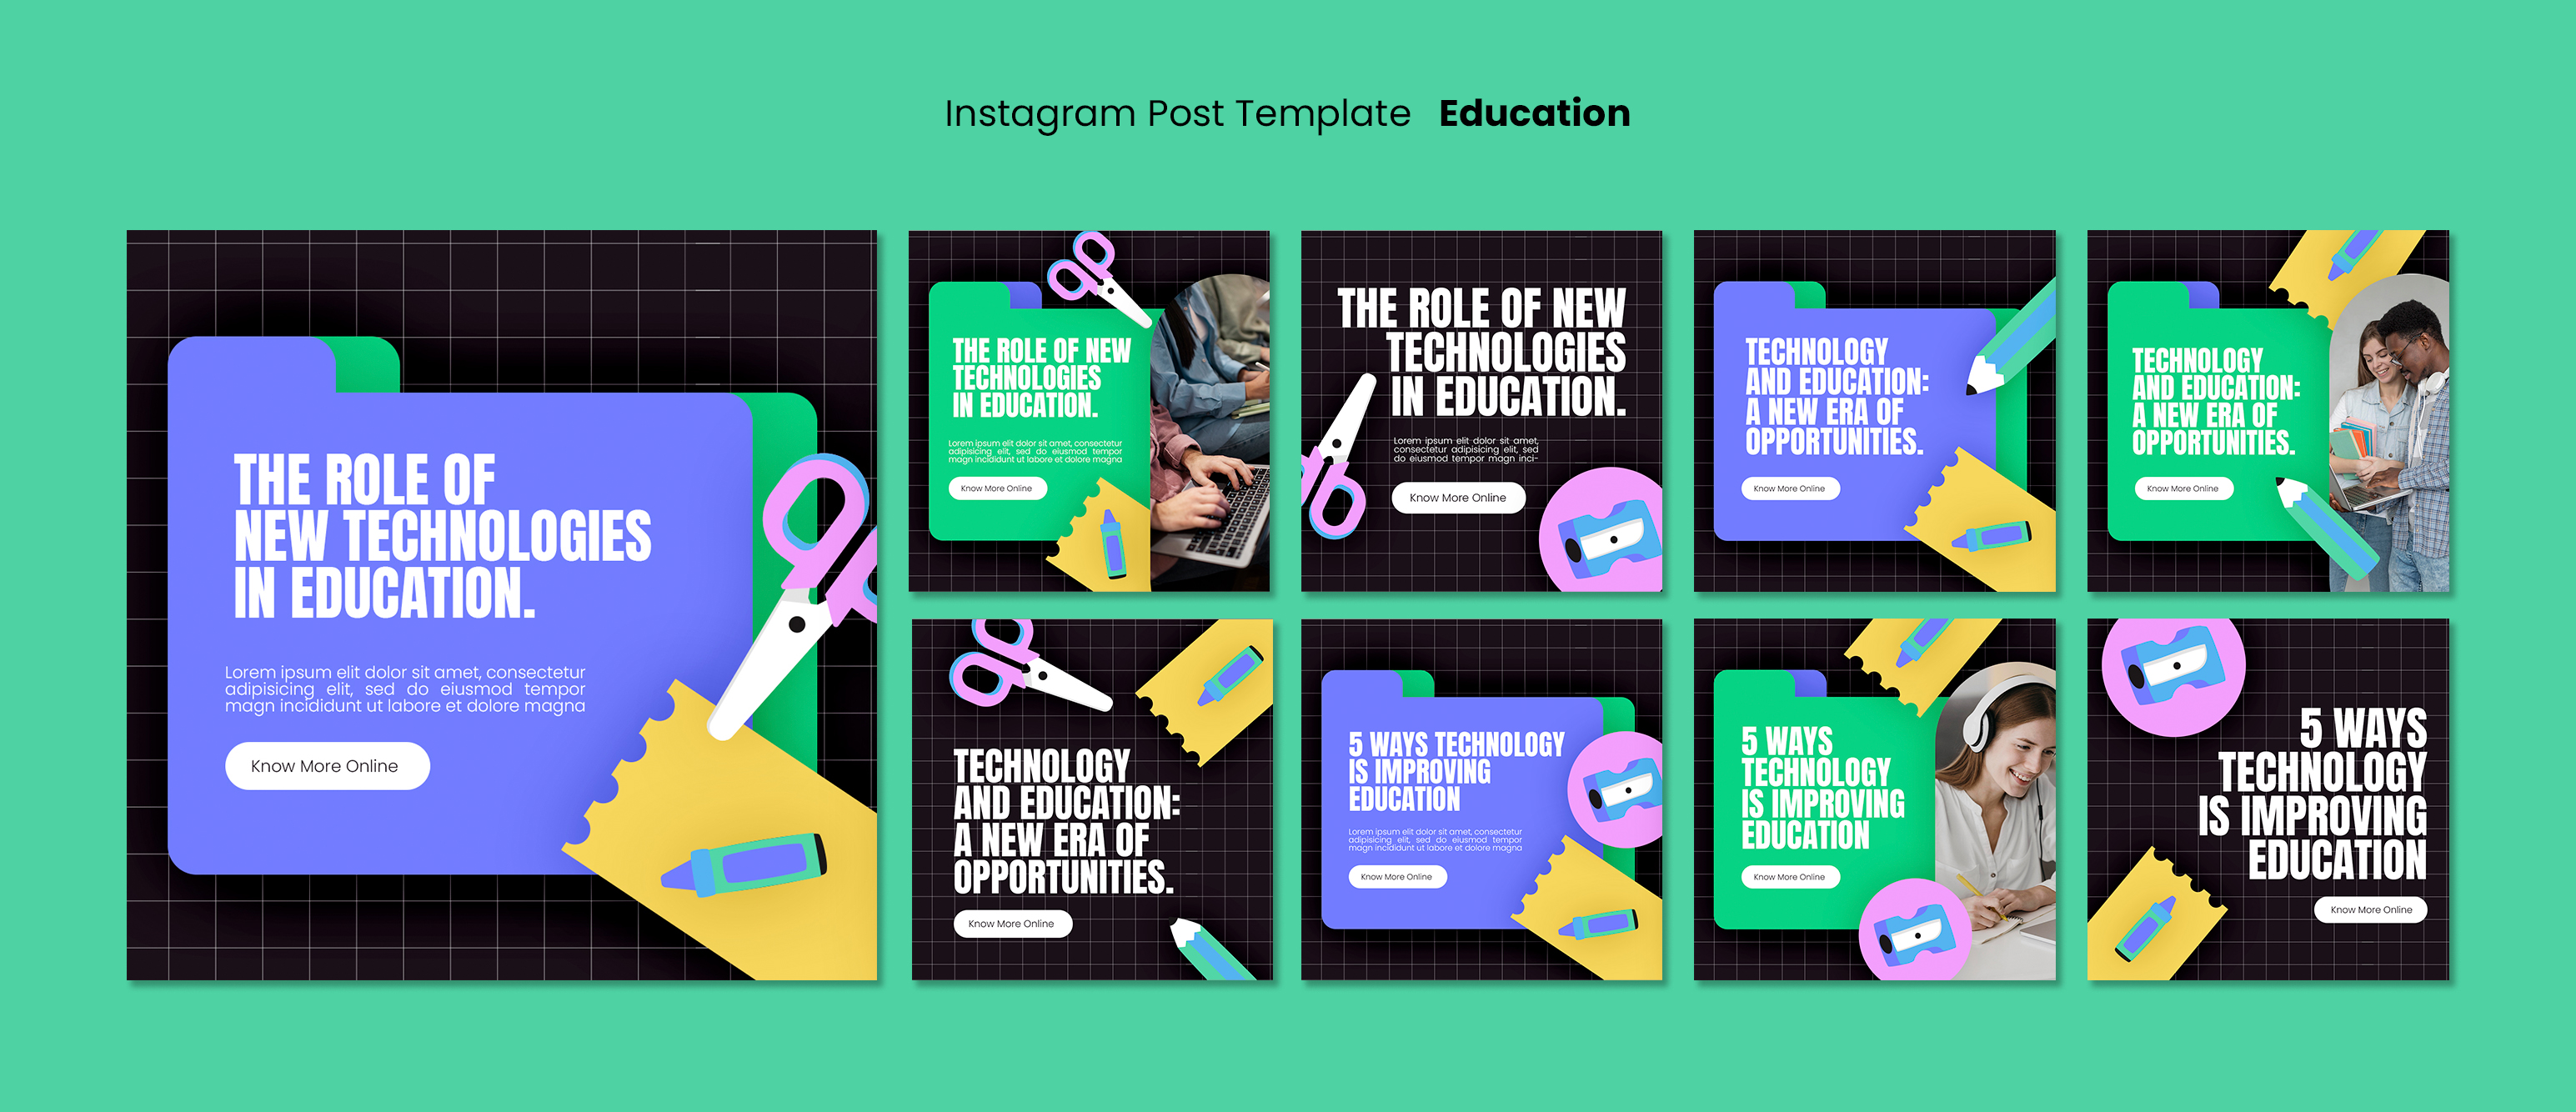 Instagram Post Template Education
THE ROLE OF
NEW TECHNOLOGIES
IN EDUCATION.
Lorem ipsum elit dolor sit amet, consectetur
adipisicing elit, sed do eiusmod tempor
magn incididunt ut labore et dolore magna
Know More Online
THE ROLE OF NEW
TECHNOLOGIES
IN EDUCATION.
Lorem ipsum elit dolor sit amet, consectetur
adipisicing elit, sed do eiusmod tempor
magn incididunt ut labore et dolore magna
Know More Online
THE ROLE OF NEW
TECHNOLOGIES
IN EDUCATION.
Lorem ipsum elit dolor sit amet,
consectetur adipisicing elit, sed
do eiusmod tempor magn inci-
Know More Online
TECHNOLOGY
AND EDUCATION:
A NEW ERA OF
OPPORTUNITIES.
Know More Online
TECHNOLOGY
AND EDUCATION:
A NEW ERA OF
OPPORTUNITIES.
Know More Online
TECHNOLOGY
AND EDUCATION:
A NEW ERA OF
OPPORTUNITIES.
Know More Online
5 WAYS TECHNOLOGY
IS IMPROVING
EDUCATION
Lorem ipsum elit dolor sit amet, consectetur
adipisicing elit, sed do eiusmod tempor
magn incididunt ut labore et dolore magna
Know More Online
5 WAYS
TECHNOLOGY
IS IMPROVING
EDUCATION
Know More Online
5 WAYS
TECHNOLOGY
IS IMPROVING
EDUCATION
Know More Online